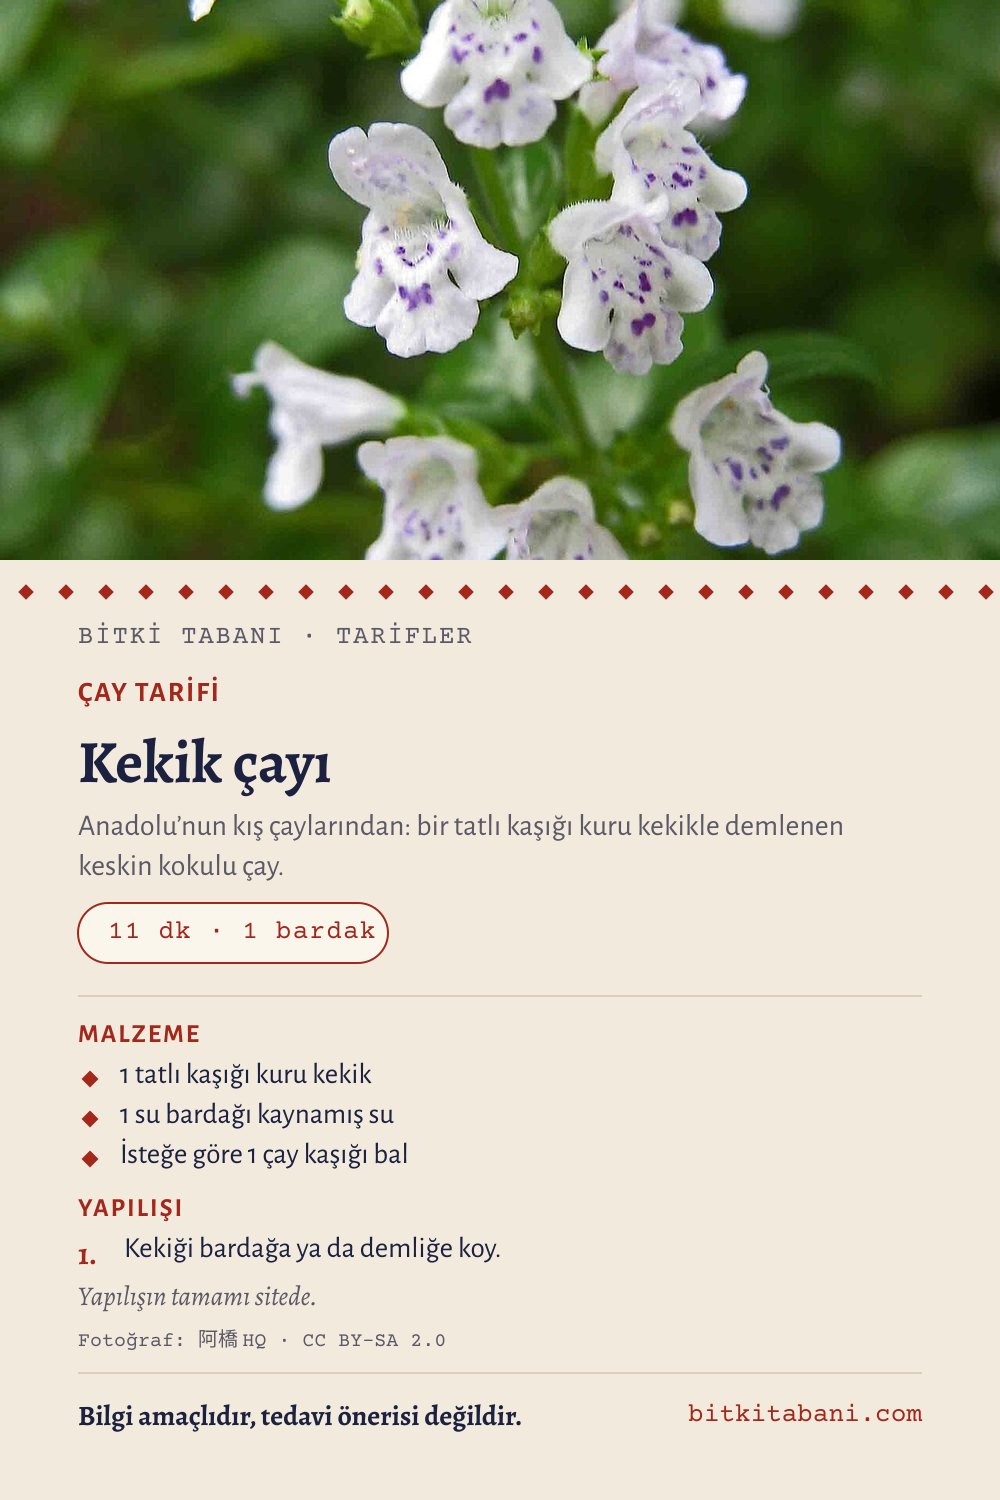 BİTKİ TABANI · TARİFLER
ÇAY TARİFİ
Kekik çayı
Anadolu’nun kış çaylarından: bir tatlı kaşığı kuru kekikle demlenen
keskin kokulu çay.
11 dk · 1 bardak
MALZEME
1 tatlı kaşığı kuru kekik
1 su bardağı kaynamış su
İsteğe göre 1 çay kaşığı bal
YAPILIŞI
1. Kekiği bardağa ya da demliğe koy.
Yapılışın tamamı sitede.
Fotoğraf: 阿橋 HQ · CC BY-SA 2.0
Bilgi amaçlıdır, tedavi önerisi değildir.
bitkitabani.com